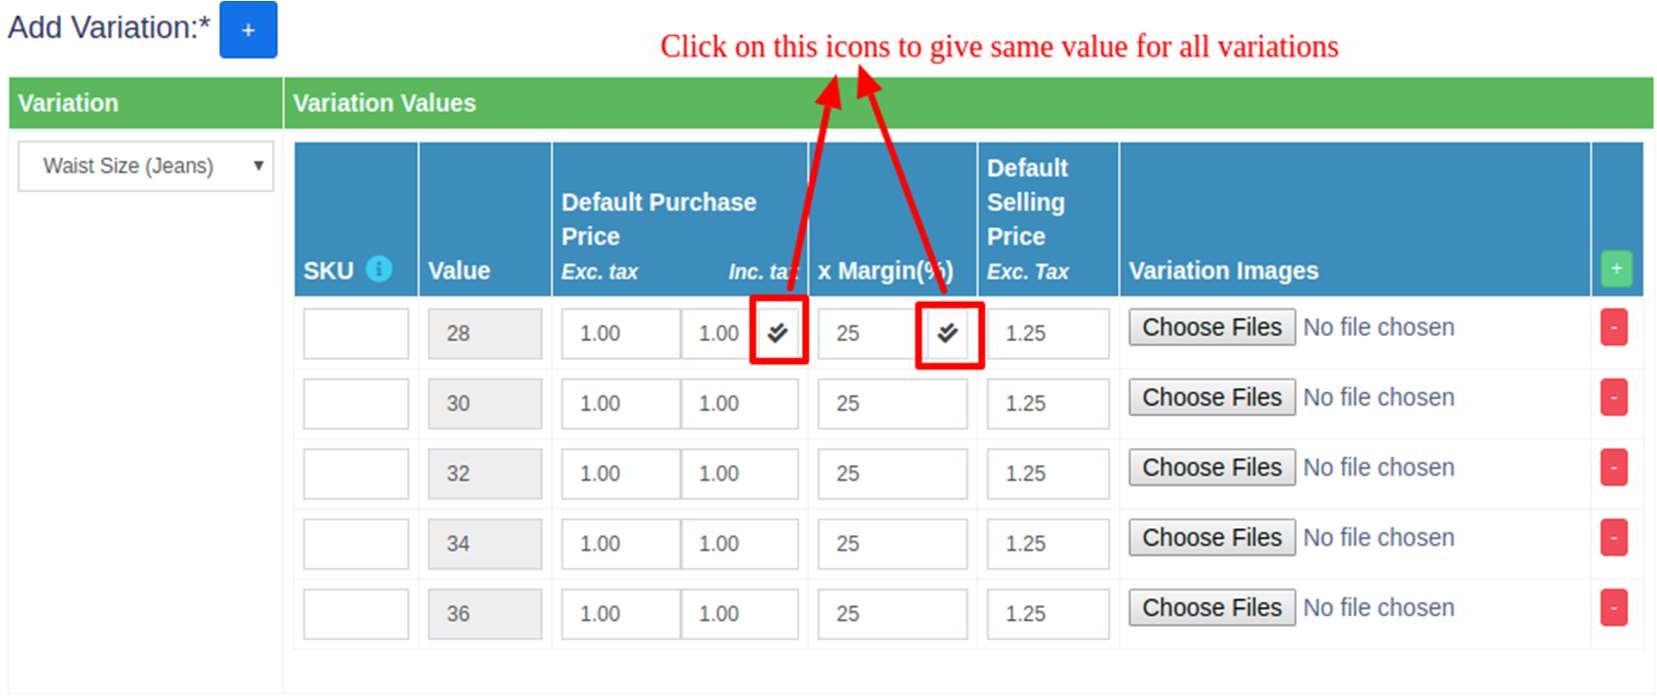 Add Variation:* +
Click on this icons to give same value for all variations
Variation Variation Values
Waist Size (Jeans)
SKU i Value Default Purchase Price Exc. tax Inc. tax x Margin(%) Default Selling Price Exc. Tax Variation Images +
28 1.00 1.00 25 1.25 Choose Files No file chosen -
30 1.00 1.00 25 1.25 Choose Files No file chosen -
32 1.00 1.00 25 1.25 Choose Files No file chosen -
34 1.00 1.00 25 1.25 Choose Files No file chosen -
36 1.00 1.00 25 1.25 Choose Files No file chosen -